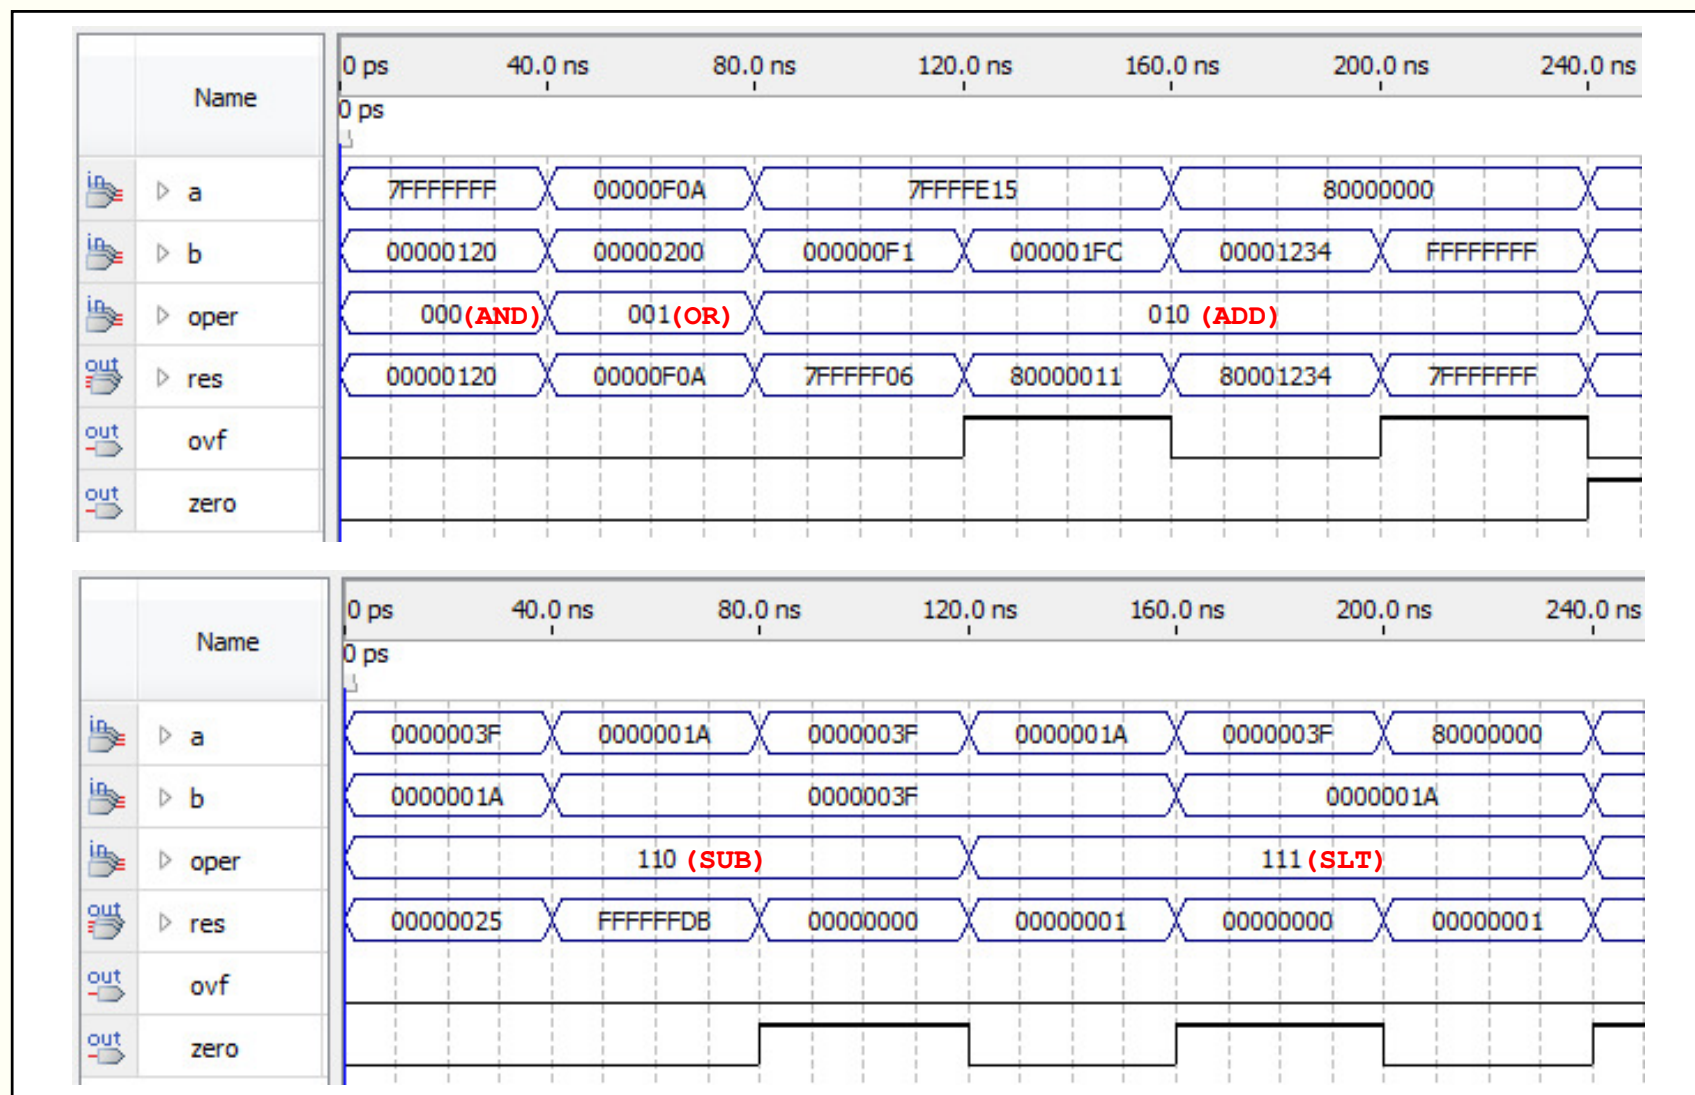 0 ps 40.0 ns 80.0 ns 120.0 ns 160.0 ns 200.0 ns 240.0 ns
Name
0 ps
in a 7FFFFFFF 00000F0A 7FFFFE15 80000000
in b 00000120 00000200 000000F1 000001FC 00001234 FFFFFFFF
in oper 000(AND) 001(OR) 010 (ADD)
out res 00000120 00000F0A 7FFFFF06 80000011 80001234 7FFFFFFF
out ovf
out zero
0 ps 40.0 ns 80.0 ns 120.0 ns 160.0 ns 200.0 ns 240.0 ns
Name
0 ps
in a 0000003F 0000001A 0000003F 0000001A 0000003F 80000000
in b 0000001A 0000003F 0000001A
in oper 110 (SUB) 111(SLT)
out res 00000025 FFFFFFDB 00000000 00000001 00000000 00000001
out ovf
out zero